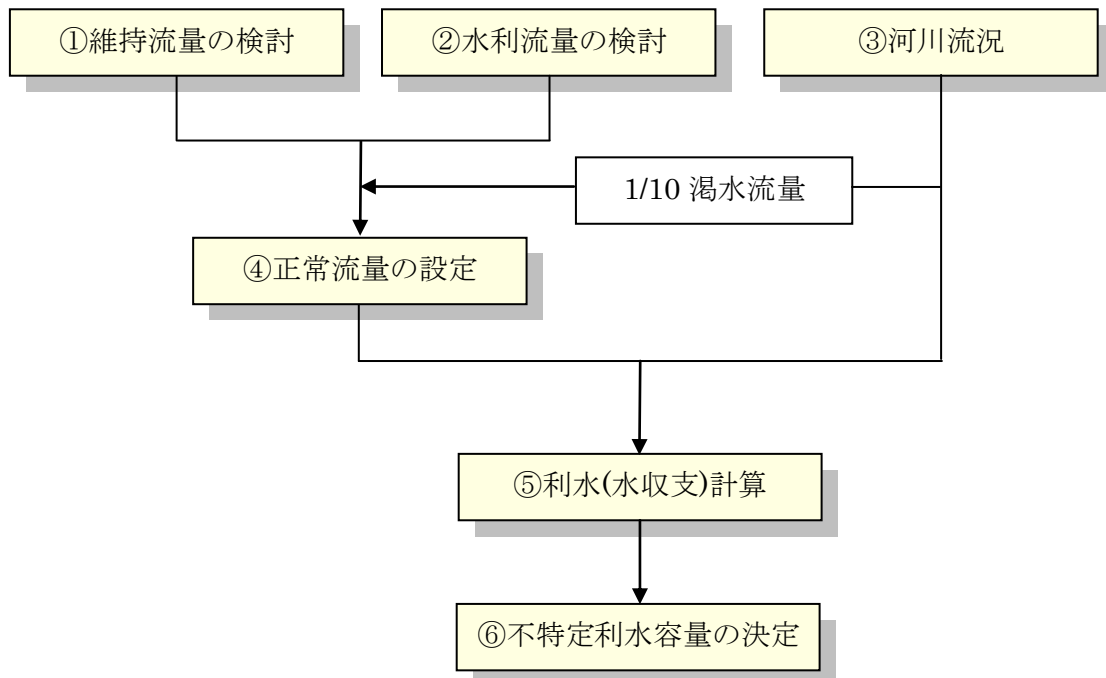 ①維持流量の検討
②水利流量の検討
③河川流況
1/10 渇水流量
④正常流量の設定
⑤利水(水収支)計算
⑥不特定利水容量の決定